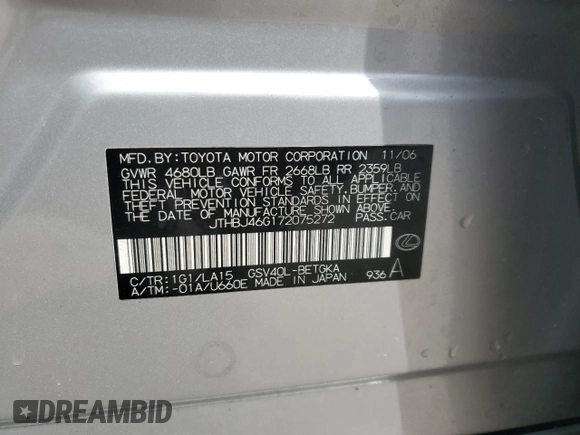 MFD.BY:TOYOTA MOTOR CORPORATION 11/06
GVWR 4680LB GAWR FR 2668LB RR 2359LB
THIS VEHICLE CONFORMS TO ALL APPLICABLE
FEDERAL MOTOR VEHICLE SAFETY,BUMPER,AND
THEFT PREVENTION STANDARDS IN EFFECT ON
THE DATE OF MANUFACTURE SHOWN ABOVE.
JTHBJ46G172075272 PASS.CAR
C/TR:1G1/LA15 GSV40L-BETGKA
A/TM:-01A/U660E MADE IN JAPAN 936 A
DREAMBID